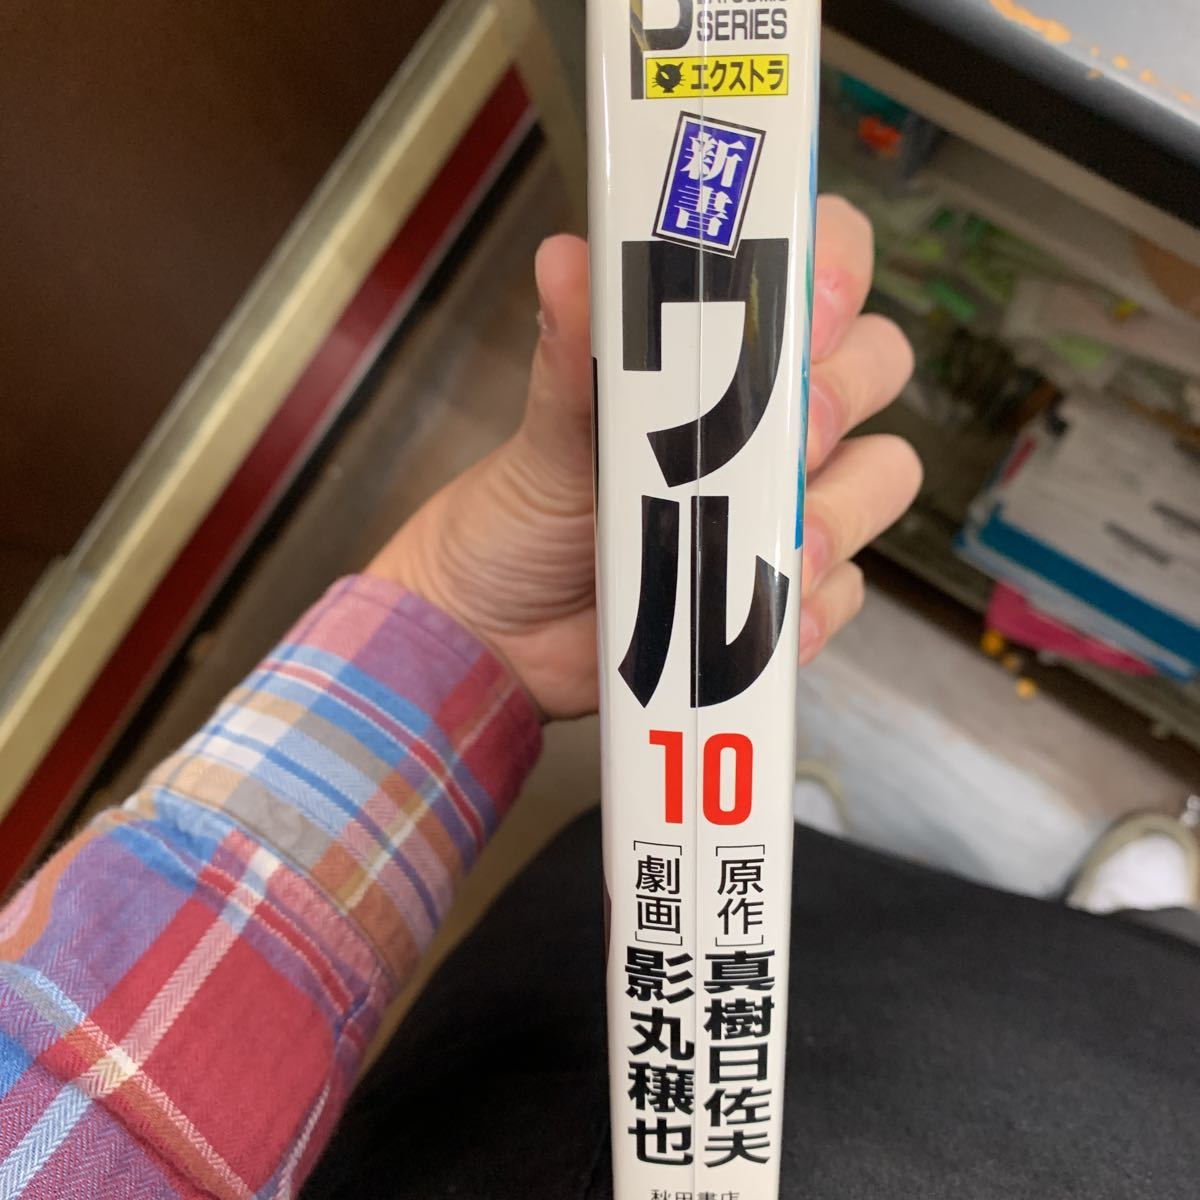 SERIES
エクストラ
新書
ワル
10
[原作]真樹日佐夫
[劇画]影丸穣也
秋田書店